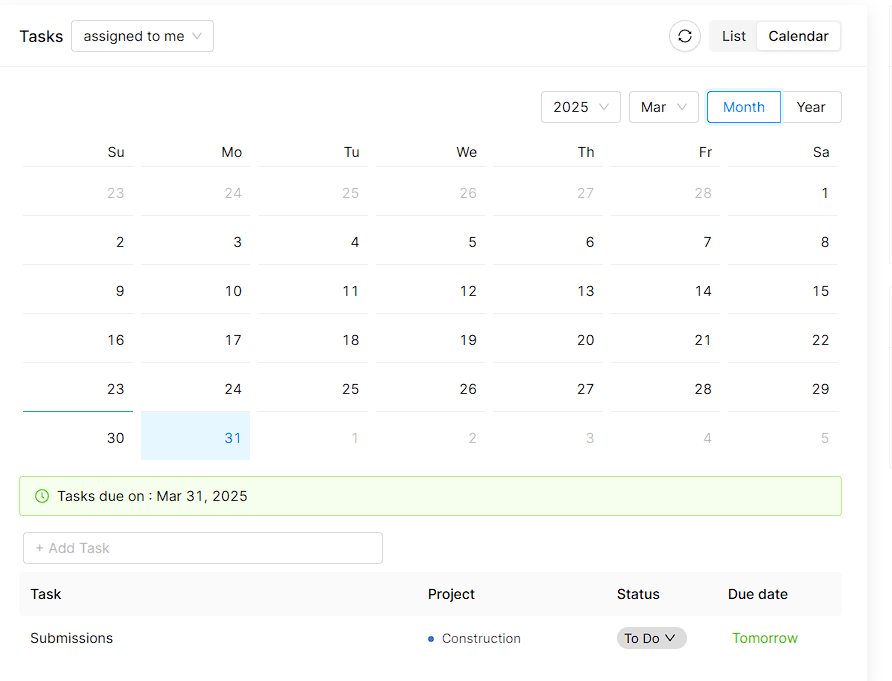 Tasks assigned to me List Calendar
2025 Mar Month Year
Su Mo Tu We Th Fr Sa
23 24 25 26 27 28 1
2 3 4 5 6 7 8
9 10 11 12 13 14 15
16 17 18 19 20 21 22
23 24 25 26 27 28 29
30 31 1 2 3 4 5
Tasks due on : Mar 31, 2025
+ Add Task
Task Project Status Due date
Submissions Construction To Do Tomorrow